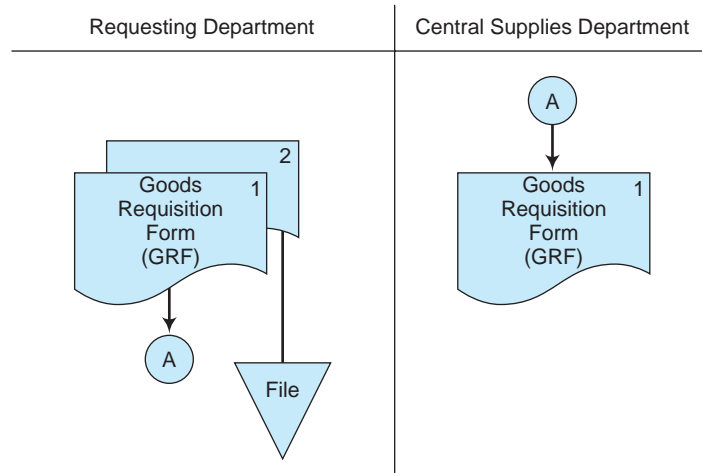 Requesting Department
Central Supplies Department
2
1
Goods
Requisition
Form
(GRF)
A
File
A
1
Goods
Requisition
Form
(GRF)